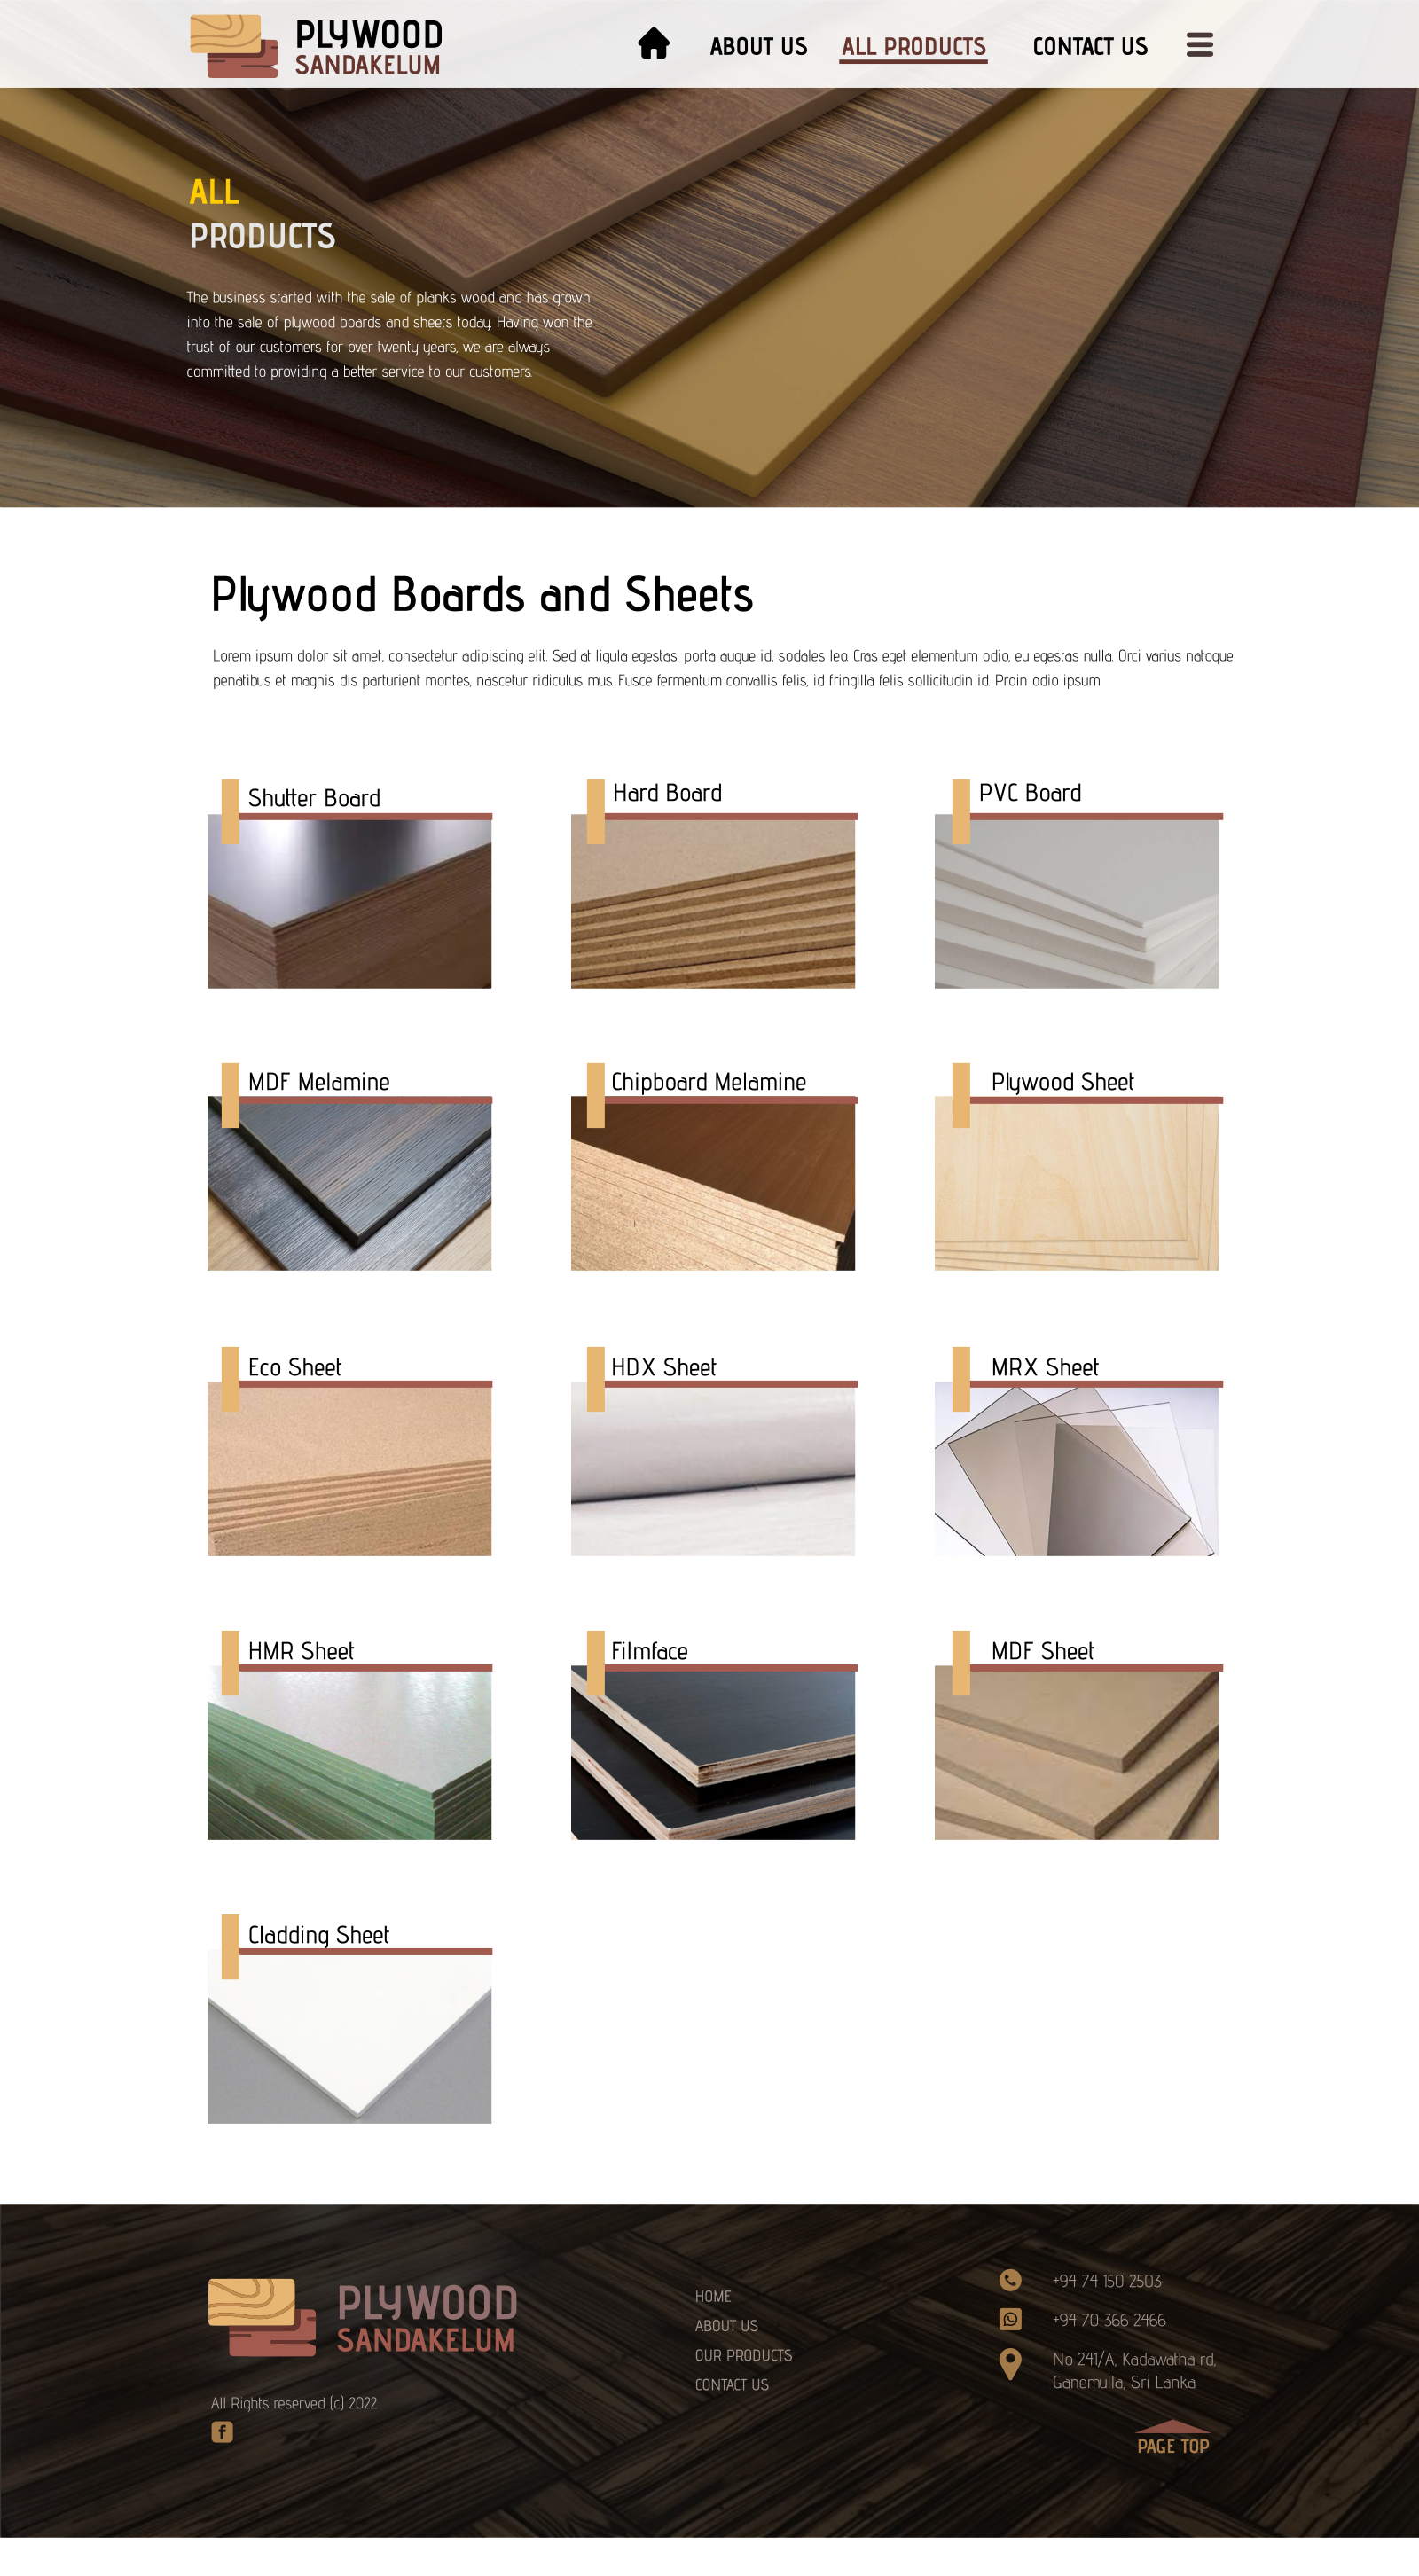 PLYWOOD
SANDAKELUM
ABOUT US
ALL PRODUCTS
CONTACT US
ALL
PRODUCTS
The business started with the sale of planks wood and has grown
into the sale of plywood boards and sheets today. Having won the
trust of our customers for over twenty years, we are always
committed to providing a better service to our customers.
Plywood Boards and Sheets
Lorem ipsum dolor sit amet, consectetur adipiscing elit. Sed at ligula egestas, porta augue id, sodales leo. Cras eget elementum odio, eu egestas nulla. Orci varius natoque
penatibus et magnis dis parturient montes, nascetur ridiculus mus. Fusce fermentum convallis felis, id fringilla felis sollicitudin id. Proin odio ipsum
Shutter Board
Hard Board
PVC Board
MDF Melamine
Chipboard Melamine
Plywood Sheet
Eco Sheet
HDX Sheet
MRX Sheet
HMR Sheet
Filmface
MDF Sheet
Cladding Sheet
PLYWOOD
SANDAKELUM
All Rights reserved (c) 2022
HOME
ABOUT US
OUR PRODUCTS
CONTACT US
+94 74 150 2503
+94 70 366 2466
No 241/A, Kadawatha rd,
Ganemulla, Sri Lanka
PAGE TOP